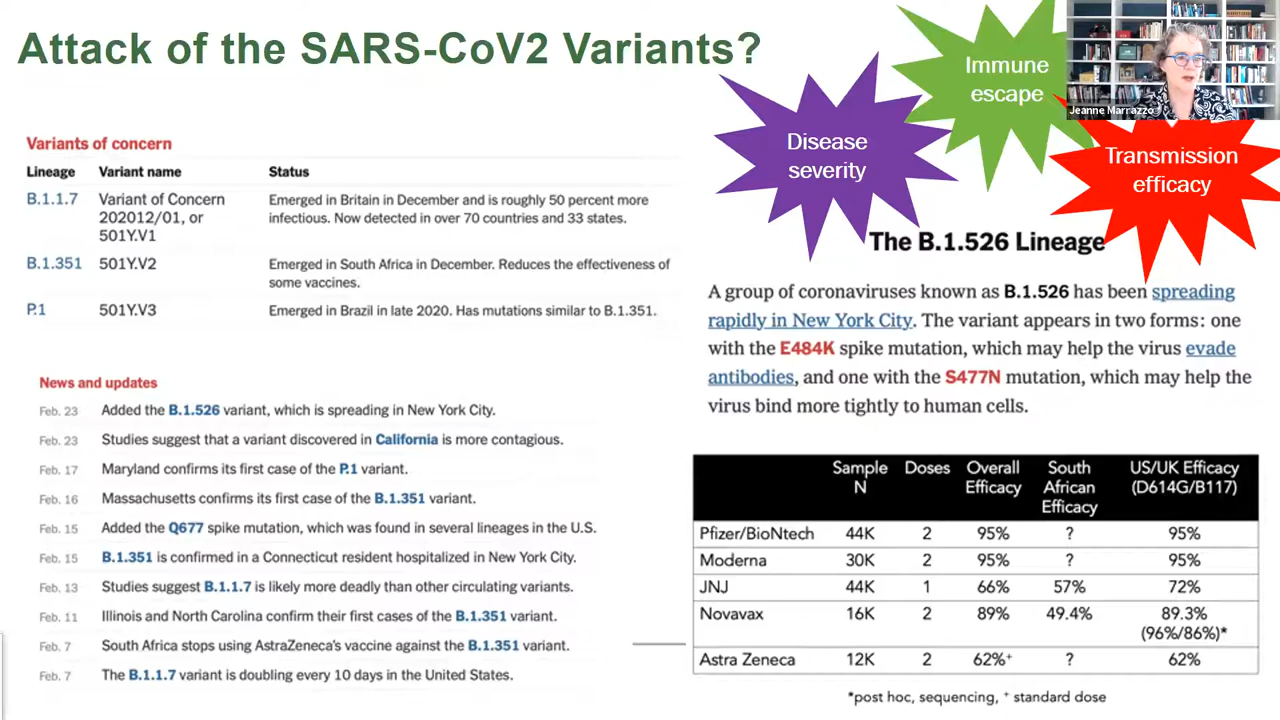 Attack of the SARS-CoV2 Variants?
Immune
escape
Jeanne Marrazzo
Disease
severity
Transmission
efficacy
Variants of concern
Lineage Variant name Status
B.1.1.7 Variant of Concern Emerged in Britain in December and is roughly 50 percent more
202012/01, or infectious. Now detected in over 70 countries and 33 states.
501Y.V1
B.1.351 501Y.V2 Emerged in South Africa in December. Reduces the effectiveness of
some vaccines.
P.1 501Y.V3 Emerged in Brazil in late 2020. Has mutations similar to B.1.351.
News and updates
Feb. 23 Added the B.1.526 variant, which is spreading in New York City.
Feb. 23 Studies suggest that a variant discovered in California is more contagious.
Feb. 17 Maryland confirms its first case of the P.1 variant.
Feb. 16 Massachusetts confirms its first case of the B.1.351 variant.
Feb. 15 Added the Q677 spike mutation, which was found in several lineages in the U.S.
Feb. 15 B.1.351 is confirmed in a Connecticut resident hospitalized in New York City.
Feb. 13 Studies suggest B.1.1.7 is likely more deadly than other circulating variants.
Feb. 11 Illinois and North Carolina confirm their first cases of the B.1.351 variant.
Feb. 7 South Africa stops using AstraZeneca's vaccine against the B.1.351 variant.
Feb. 7 The B.1.1.7 variant is doubling every 10 days in the United States.
The B.1.526 Lineage
A group of coronaviruses known as B.1.526 has been spreading
rapidly in New York City. The variant appears in two forms: one
with the E484K spike mutation, which may help the virus evade
antibodies, and one with the S477N mutation, which may help the
virus bind more tightly to human cells.
Sample Doses Overall South US/UK Efficacy
N Efficacy African (D614G/B117)
Efficacy
Pfizer/BioNtech 44K 2 95% ? 95%
Moderna 30K 2 95% ? 95%
JNJ 44K 1 66% 57% 72%
Novavax 16K 2 89% 49.4% 89.3%
(96%/86%)*
Astra Zeneca 12K 2 62%⁺ ? 62%
*post hoc, sequencing, ⁺ standard dose